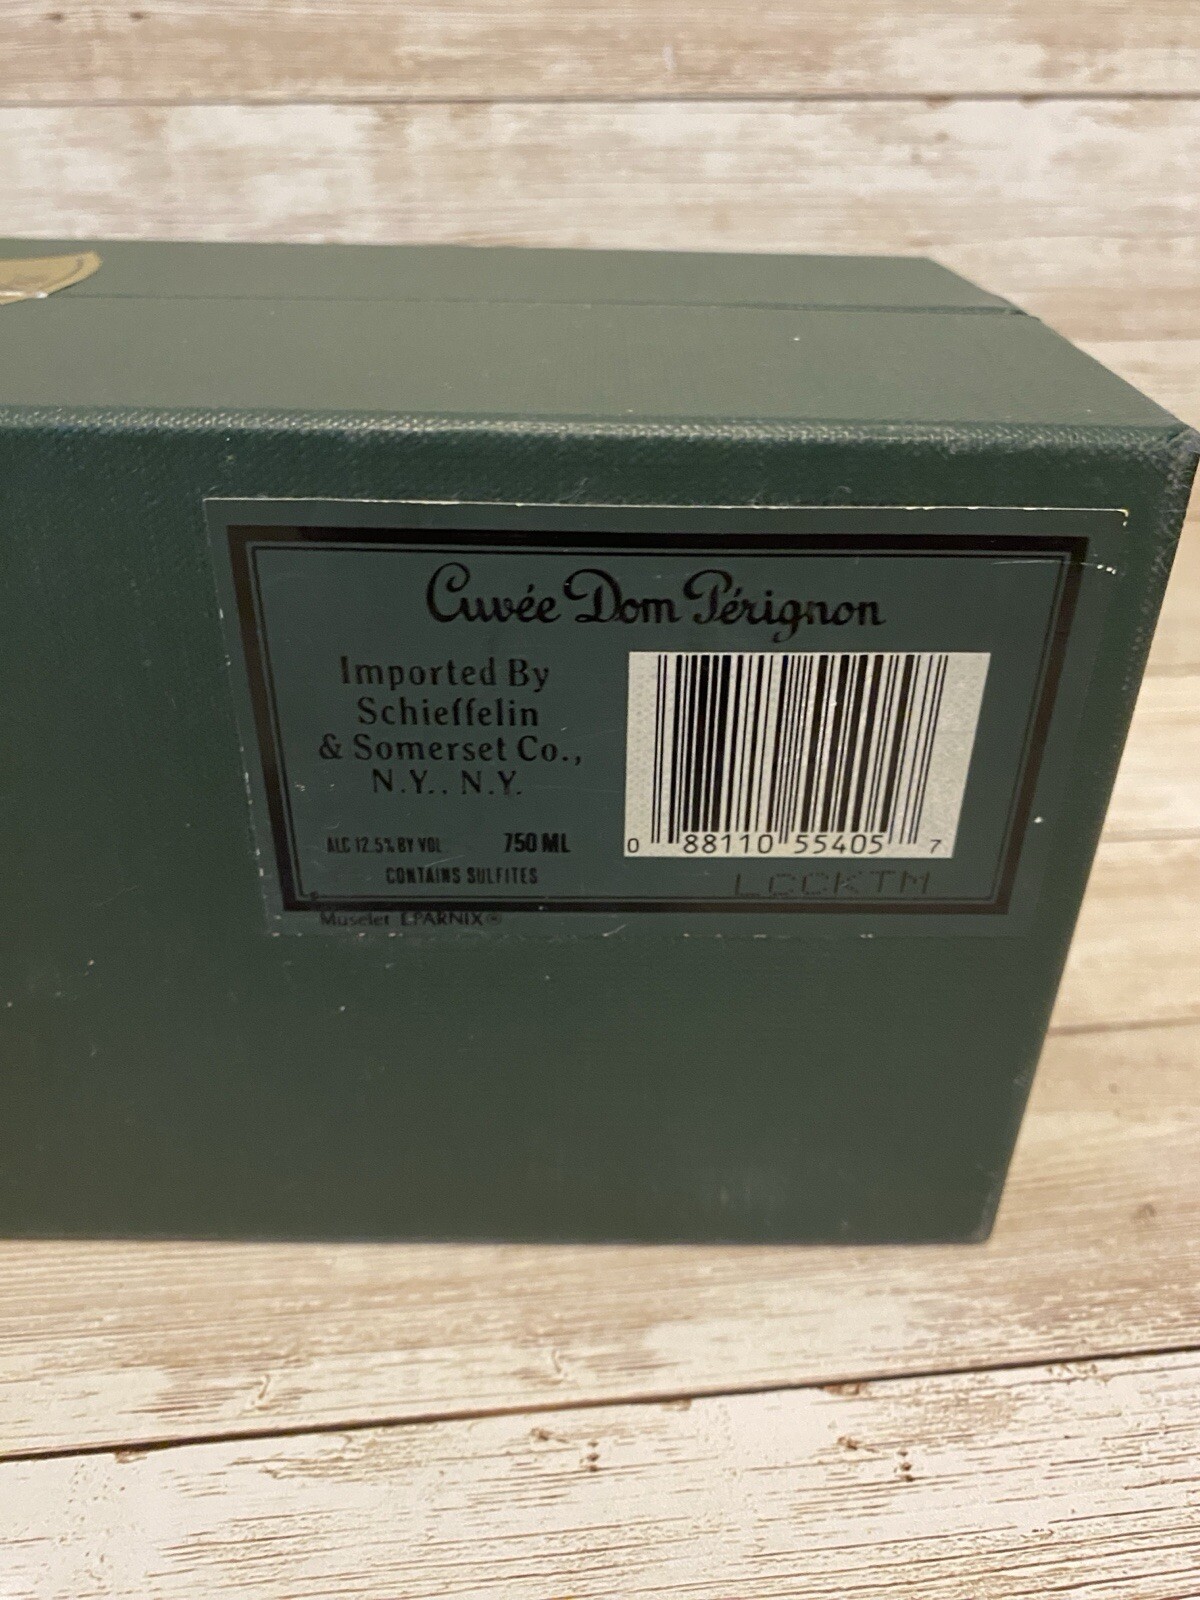 Cuvée Dom Pérignon
Imported By
Schieffelin
& Somerset Co.,
N.Y., N.Y.
ALC 12.5% BY VOL 750 ML
CONTAINS SULFITES
0 88110 55405 7
LCCKTM
Muselet EPARNIX®